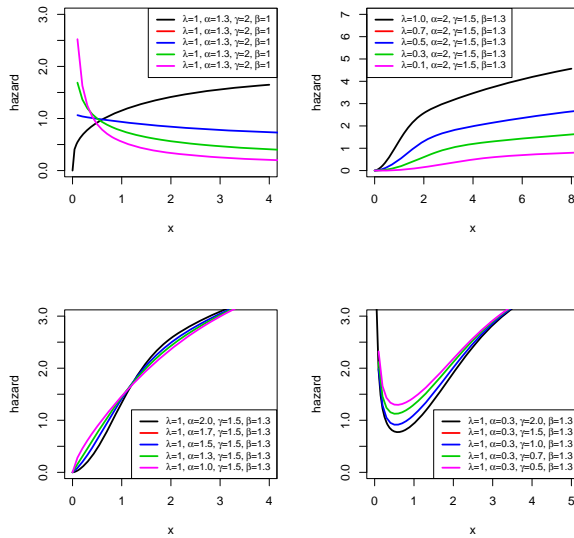 λ=1, α=1.3, γ=2, β=1
λ=1, α=1.3, γ=2, β=1
λ=1, α=1.3, γ=2, β=1
λ=1, α=1.3, γ=2, β=1
λ=1, α=1.3, γ=2, β=1
hazard
3.0
2.0
1.0
0.0
0 1 2 3 4
x
λ=1.0, α=2, γ=1.5, β=1.3
λ=0.7, α=2, γ=1.5, β=1.3
λ=0.5, α=2, γ=1.5, β=1.3
λ=0.3, α=2, γ=1.5, β=1.3
λ=0.1, α=2, γ=1.5, β=1.3
hazard
7
6
5
4
3
2
1
0
0 2 4 6 8
x
hazard
3.0
2.0
1.0
0.0
λ=1, α=2.0, γ=1.5, β=1.3
λ=1, α=1.7, γ=1.5, β=1.3
λ=1, α=1.5, γ=1.5, β=1.3
λ=1, α=1.3, γ=1.5, β=1.3
λ=1, α=1.0, γ=1.5, β=1.3
0 1 2 3 4
x
hazard
3.0
2.0
1.0
0.0
λ=1, α=0.3, γ=2.0, β=1.3
λ=1, α=0.3, γ=1.5, β=1.3
λ=1, α=0.3, γ=1.0, β=1.3
λ=1, α=0.3, γ=0.7, β=1.3
λ=1, α=0.3, γ=0.5, β=1.3
0 1 2 3 4 5
x